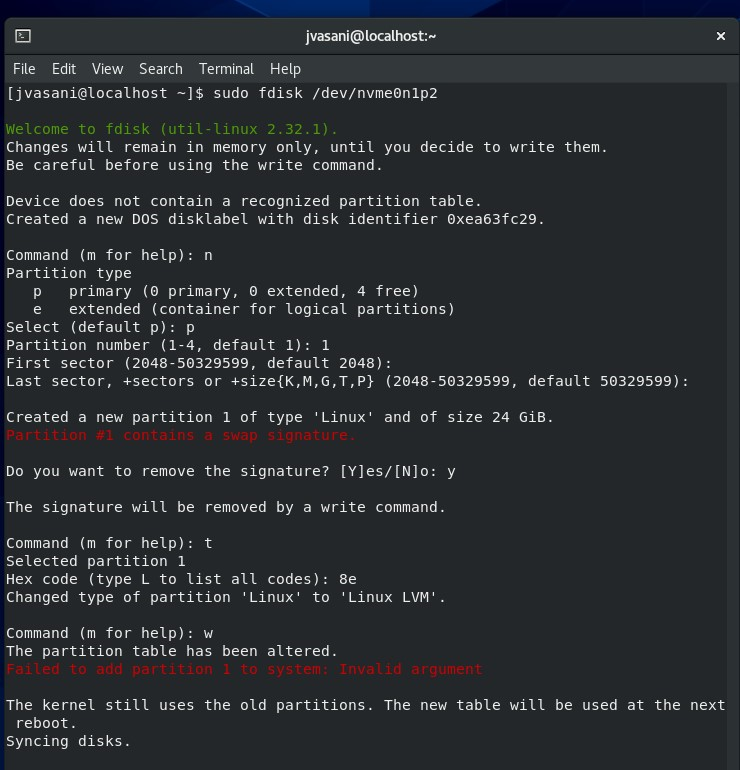 jvasani@localhost:~
File Edit View Search Terminal Help
[jvasani@localhost ~]$ sudo fdisk /dev/nvme0n1p2
Welcome to fdisk (util-linux 2.32.1).
Changes will remain in memory only, until you decide to write them.
Be careful before using the write command.
Device does not contain a recognized partition table.
Created a new DOS disklabel with disk identifier 0xea63fc29.
Command (m for help): n
Partition type
   p   primary (0 primary, 0 extended, 4 free)
   e   extended (container for logical partitions)
Select (default p): p
Partition number (1-4, default 1): 1
First sector (2048-50329599, default 2048):
Last sector, +sectors or +size{K,M,G,T,P} (2048-50329599, default 50329599):
Created a new partition 1 of type 'Linux' and of size 24 GiB.
Partition #1 contains a swap signature.
Do you want to remove the signature? [Y]es/[N]o: y
The signature will be removed by a write command.
Command (m for help): t
Selected partition 1
Hex code (type L to list all codes): 8e
Changed type of partition 'Linux' to 'Linux LVM'.
Command (m for help): w
The partition table has been altered.
Failed to add partition 1 to system: Invalid argument
The kernel still uses the old partitions. The new table will be used at the next
 reboot.
Syncing disks.